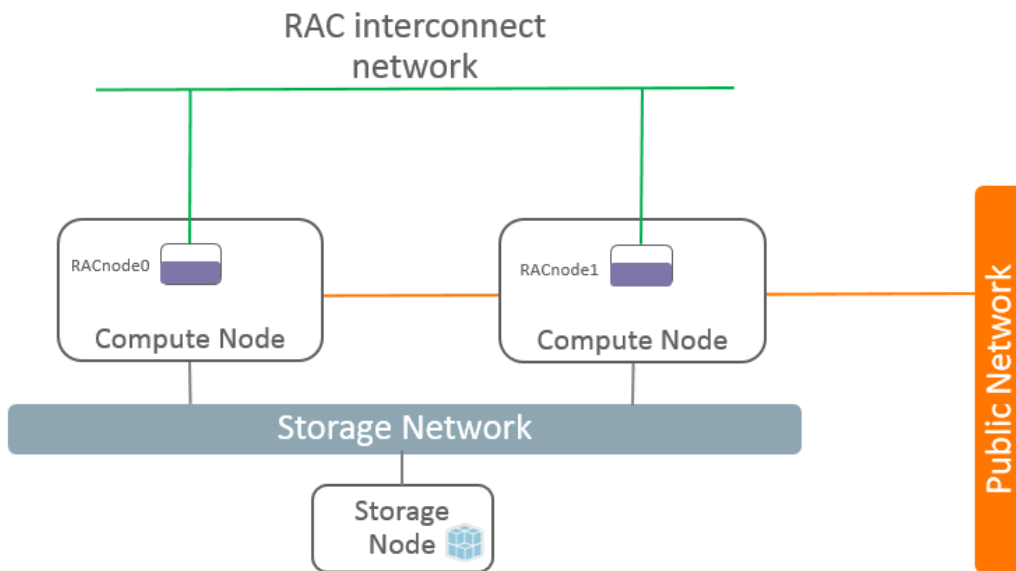 RAC interconnect
network
RACnode0
Compute Node
RACnode1
Compute Node
Public Network
Storage Network
Storage
Node